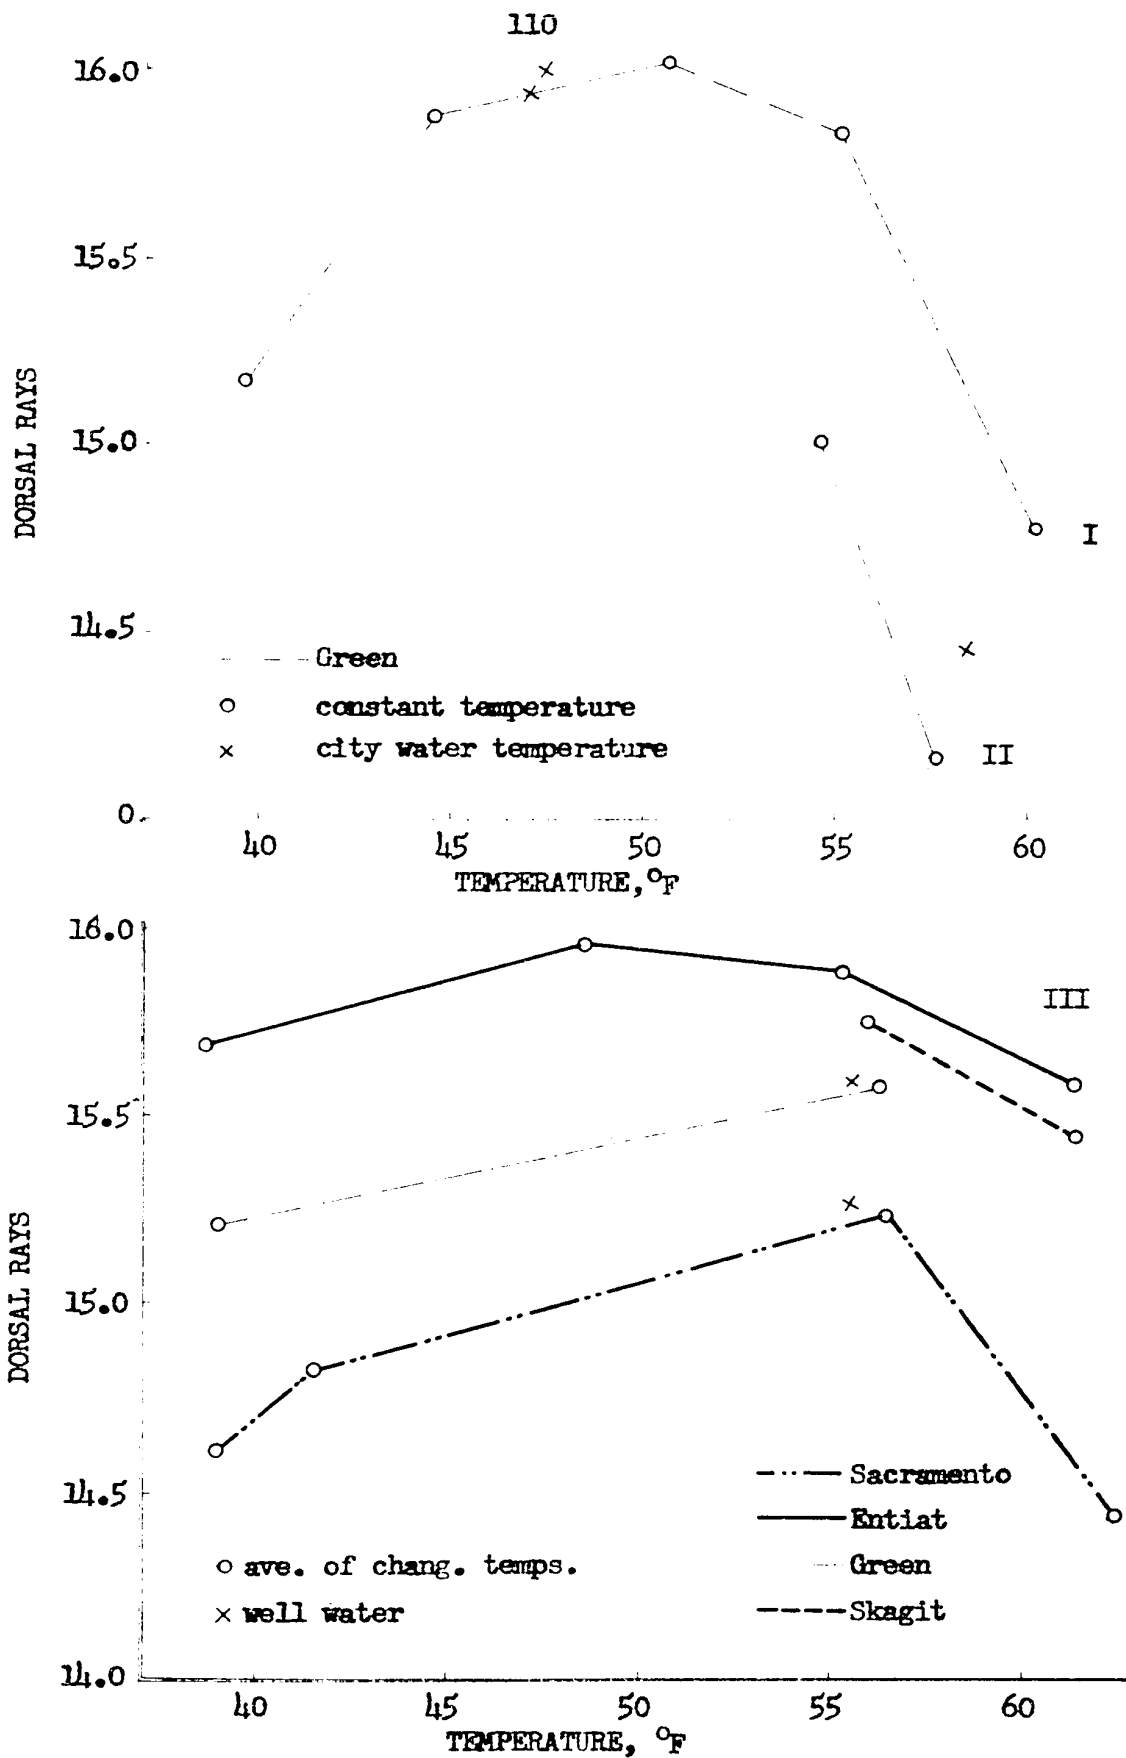 110
16.0
15.5
15.0
14.5
0
DORSAL RAYS
Green
constant temperature
city water temperature
I
II
40 45 50 55 60
TEMPERATURE, °F
16.0
15.5
15.0
14.5
14.0
DORSAL RAYS
III
Sacramento
Entiat
Green
Skagit
ave. of chang. temps.
well water
40 45 50 55 60
TEMPERATURE, °F